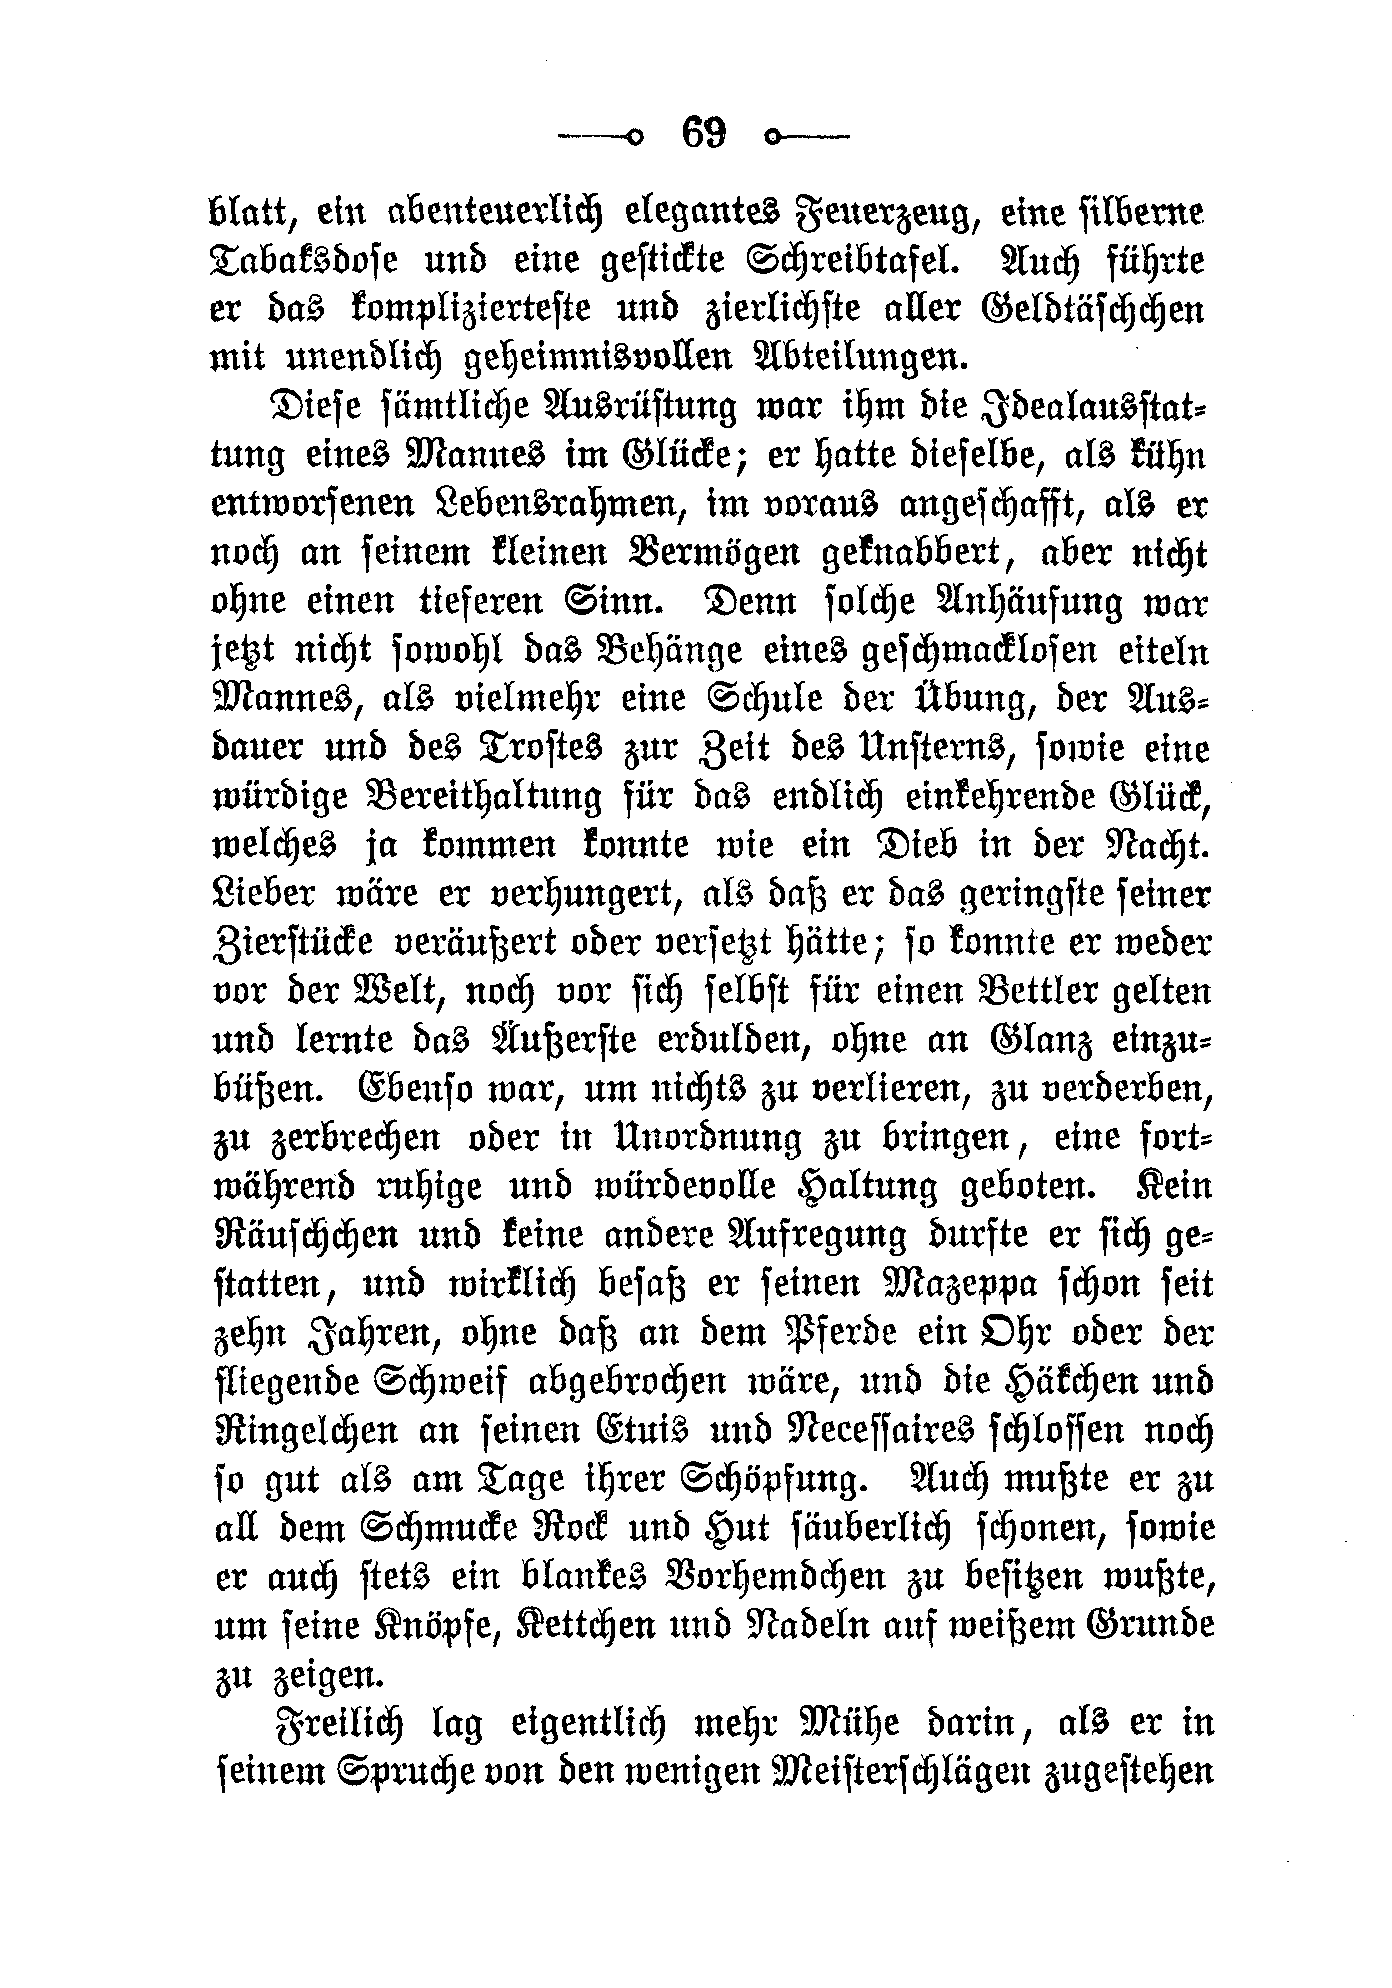 69
blatt, ein abenteuerlich elegantes Feuerzeug, eine silberne
Tabaksdose und eine gestickte Schreibtafel. Auch führte
er das komplizierteste und zierlichste aller Geldtäschchen
mit unendlich geheimnisvollen Abteilungen.
Diese sämtliche Ausrüstung war ihm die Idealausstat-
tung eines Mannes im Glücke; er hatte dieselbe, als kühn
entworfenen Lebensrahmen, im voraus angeschafft, als er
noch an seinem kleinen Vermögen geknabbert, aber nicht
ohne einen tieferen Sinn. Denn solche Anhäufung war
jetzt nicht sowohl das Behänge eines geschmacklosen eiteln
Mannes, als vielmehr eine Schule der Übung, der Aus-
dauer und des Trostes zur Zeit des Unsterns, sowie eine
würdige Bereithaltung für das endlich einkehrende Glück,
welches ja kommen konnte wie ein Dieb in der Nacht.
Lieber wäre er verhungert, als daß er das geringste seiner
Zierstücke veräußert oder versetzt hätte; so konnte er weder
vor der Welt, noch vor sich selbst für einen Bettler gelten
und lernte das Äußerste erdulden, ohne an Glanz einzu-
büßen. Ebenso war, um nichts zu verlieren, zu verderben,
zu zerbrechen oder in Unordnung zu bringen, eine fort-
während ruhige und würdevolle Haltung geboten. Kein
Räuschchen und keine andere Aufregung durfte er sich ge-
statten, und wirklich besaß er seinen Mazeppa schon seit
zehn Jahren, ohne daß an dem Pferde ein Ohr oder der
fliegende Schweif abgebrochen wäre, und die Häkchen und
Ringelchen an seinen Etuis und Necessaires schlossen noch
so gut als am Tage ihrer Schöpfung. Auch mußte er zu
all dem Schmucke Rock und Hut säuberlich schonen, sowie
er auch stets ein blankes Vorhemdchen zu besitzen wußte,
um seine Knöpfe, Kettchen und Nadeln auf weißem Grunde
zu zeigen.
Freilich lag eigentlich mehr Mühe darin, als er in
seinem Spruche von den wenigen Meisterschlägen zugestehen